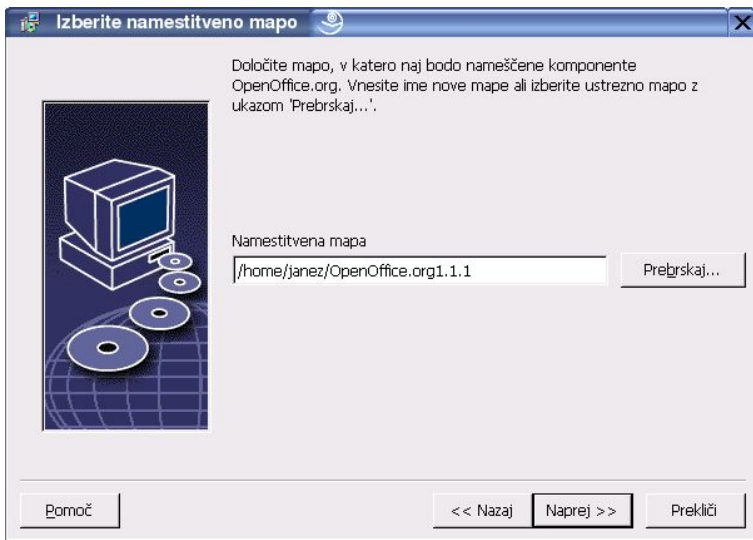 Izberite namestitveno mapo
Določite mapo, v katero naj bodo nameščene komponente
OpenOffice.org. Vnesite ime nove mape ali izberite ustrezno mapo z
ukazom 'Prebrskaj...'.
Namestitvena mapa
/home/janez/OpenOffice.org1.1.1
Prebrskaj...
Pomoč
<< Nazaj
Naprej >>
Prekliči